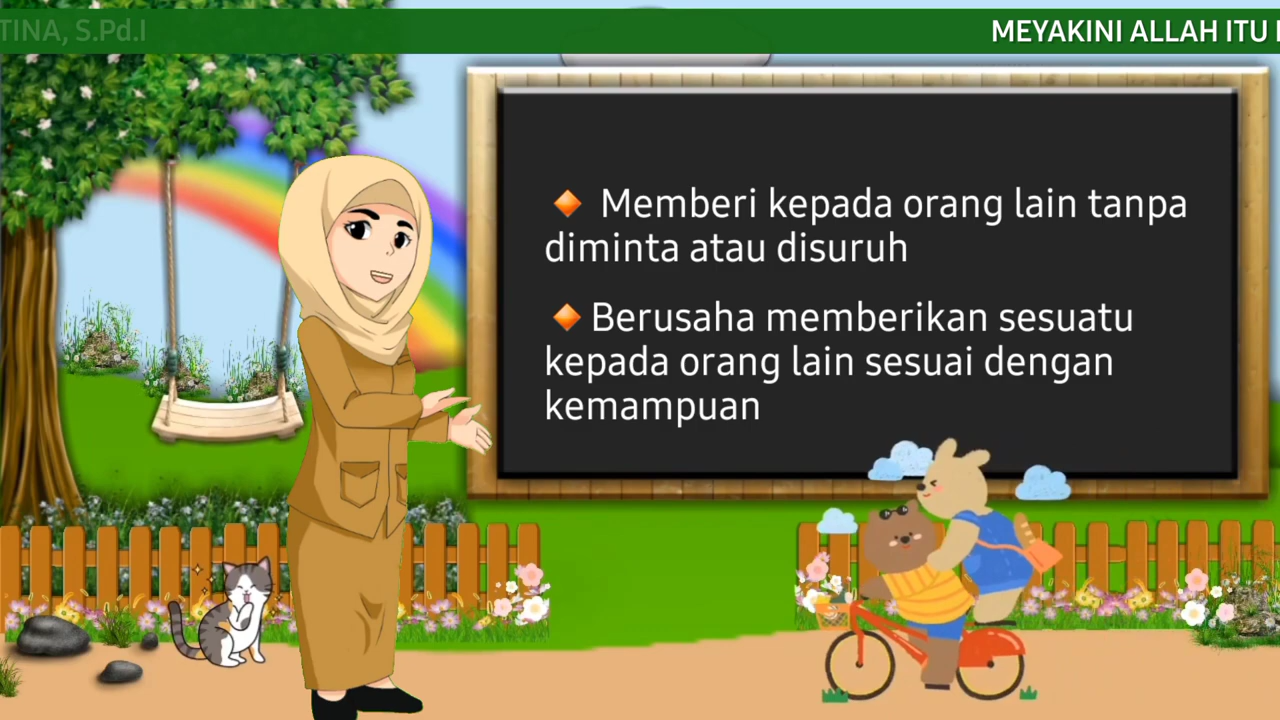 TINA, S.Pd.I
MEYAKINI ALLAH ITU
🔸 Memberi kepada orang lain tanpa
diminta atau disuruh
🔸Berusaha memberikan sesuatu
kepada orang lain sesuai dengan
kemampuan